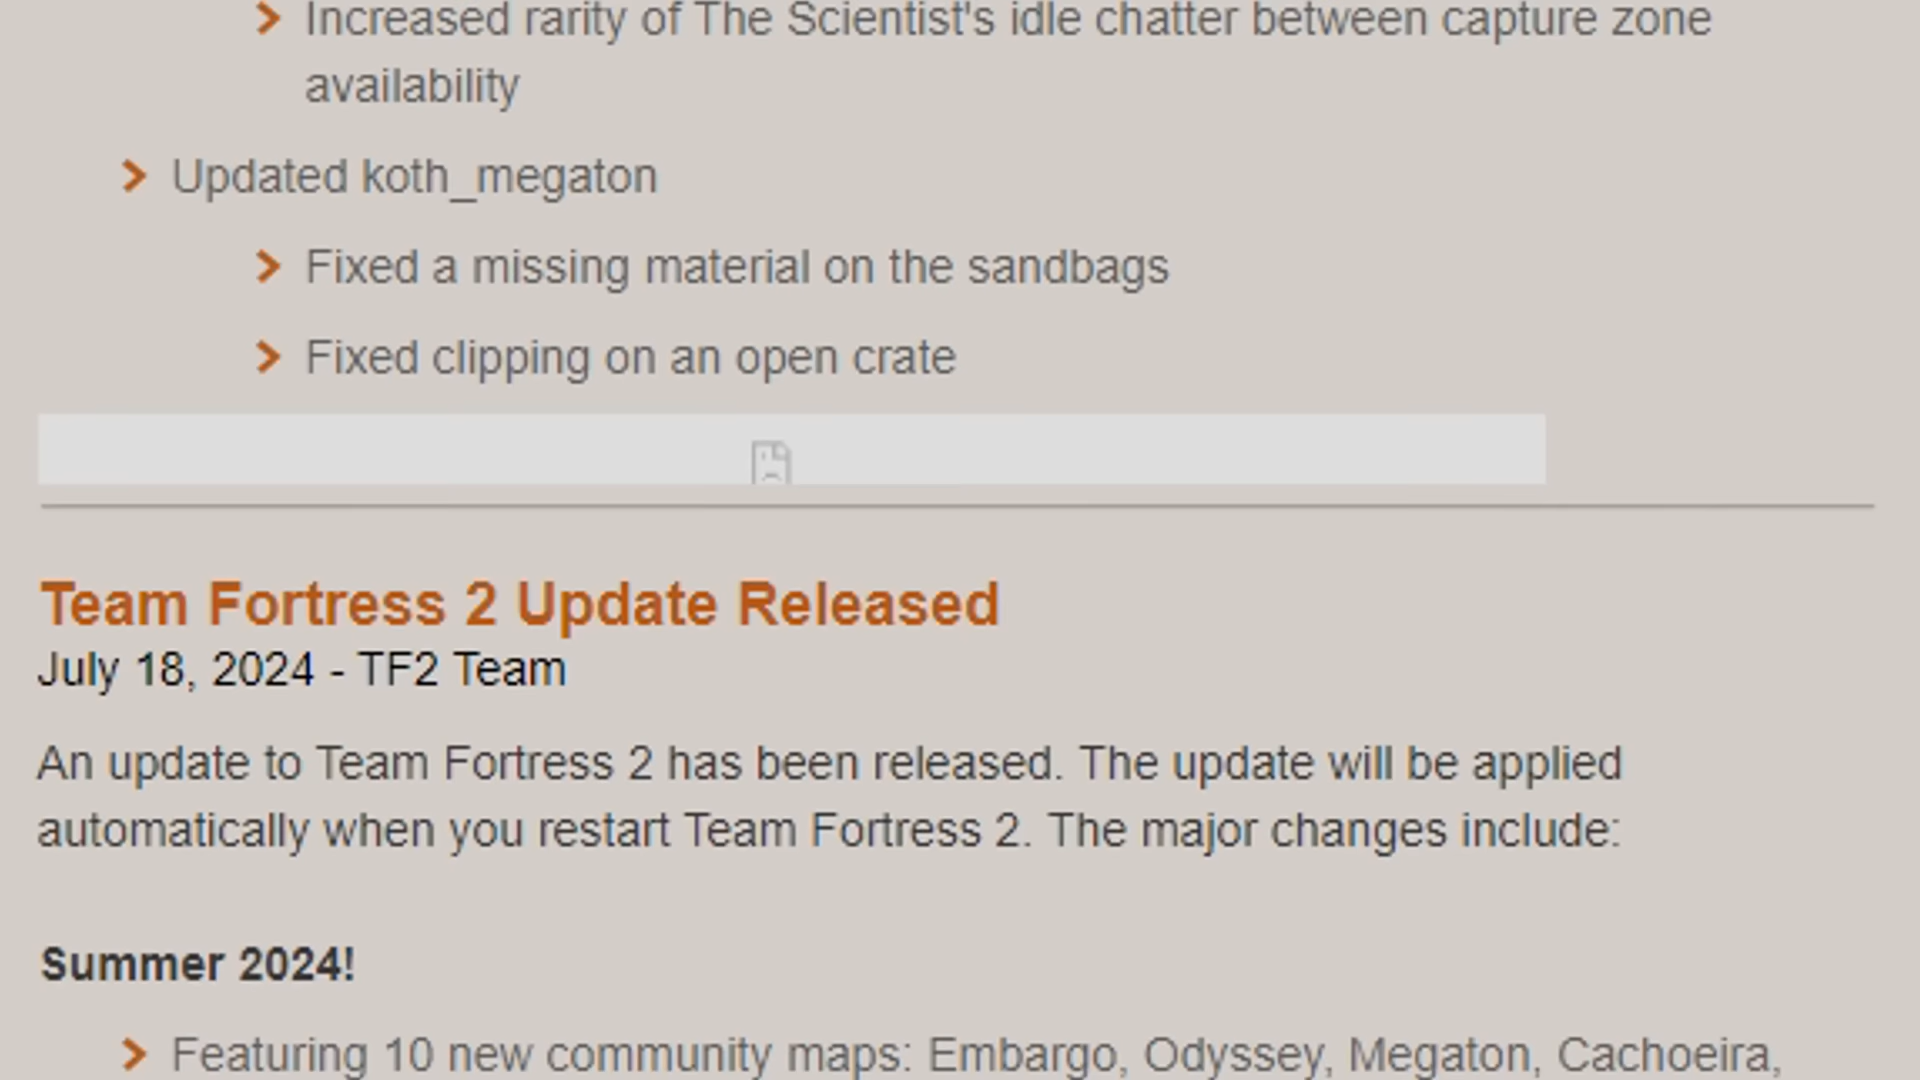 Increased rarity of The Scientist's idle chatter between capture zone
availability
Updated koth_megaton
Fixed a missing material on the sandbags
Fixed clipping on an open crate
Team Fortress 2 Update Released
July 18, 2024 - TF2 Team
An update to Team Fortress 2 has been released. The update will be applied
automatically when you restart Team Fortress 2. The major changes include:
Summer 2024!
Featuring 10 new community maps: Embargo, Odyssey, Megaton, Cachoeira,